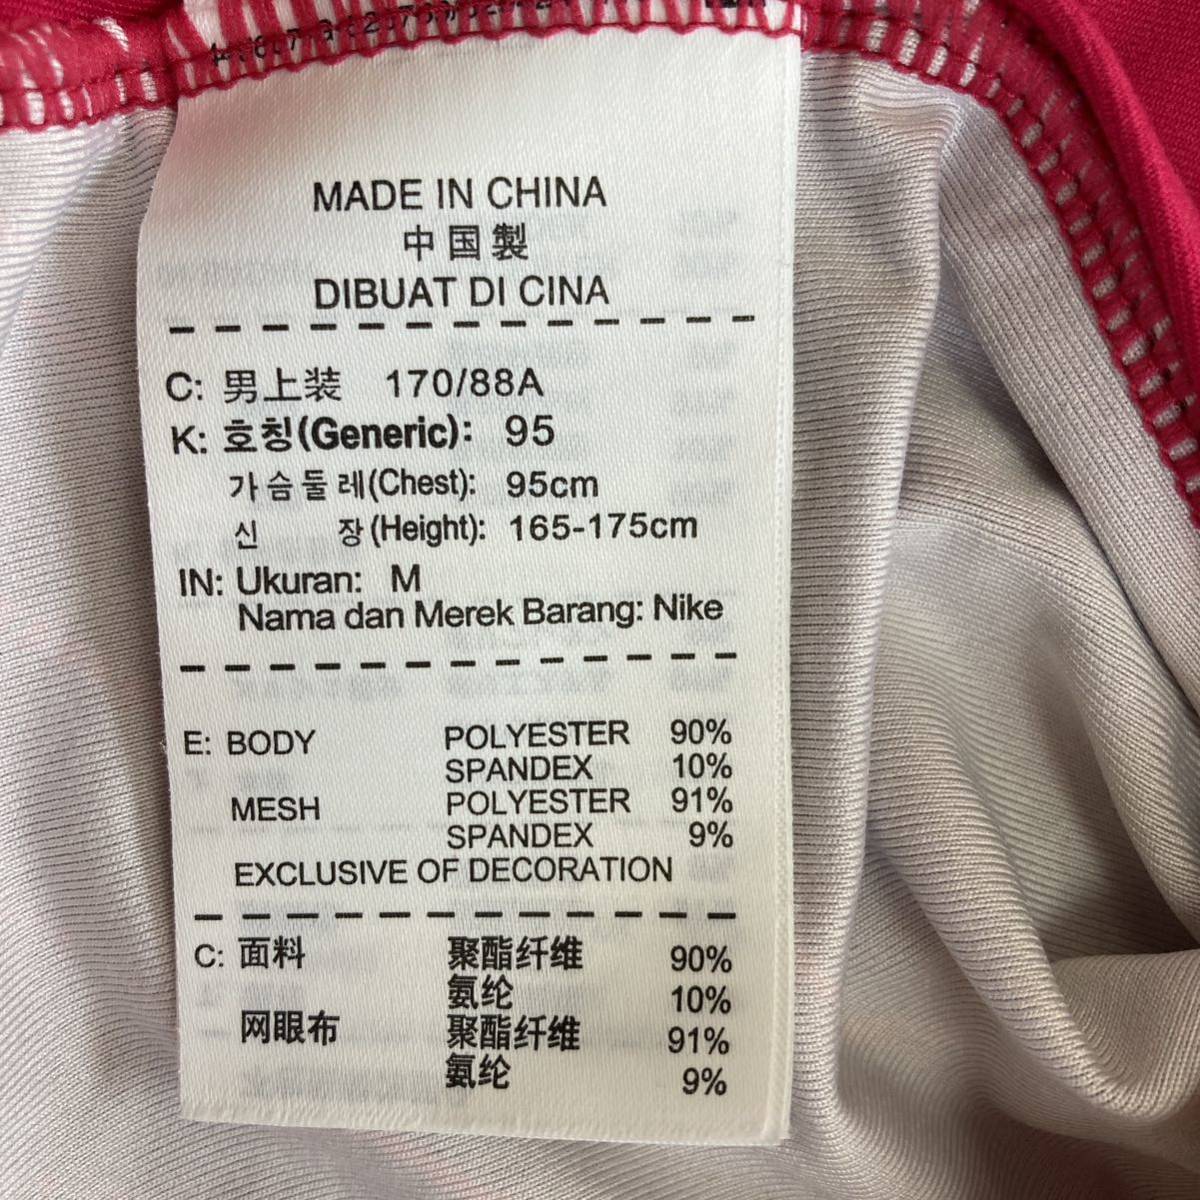 MADE IN CHINA
中国製
DIBUAT DI CINA
C: 男上装 170/88A
K: 호칭(Generic): 95
가슴둘레(Chest): 95cm
신 장(Height): 165-175cm
IN: Ukuran: M
Nama dan Merek Barang: Nike
E: BODY POLYESTER 90%
SPANDEX 10%
MESH POLYESTER 91%
SPANDEX 9%
EXCLUSIVE OF DECORATION
C: 面料 聚酯纤维 90%
氨纶 10%
网眼布 聚酯纤维 91%
氨纶 9%